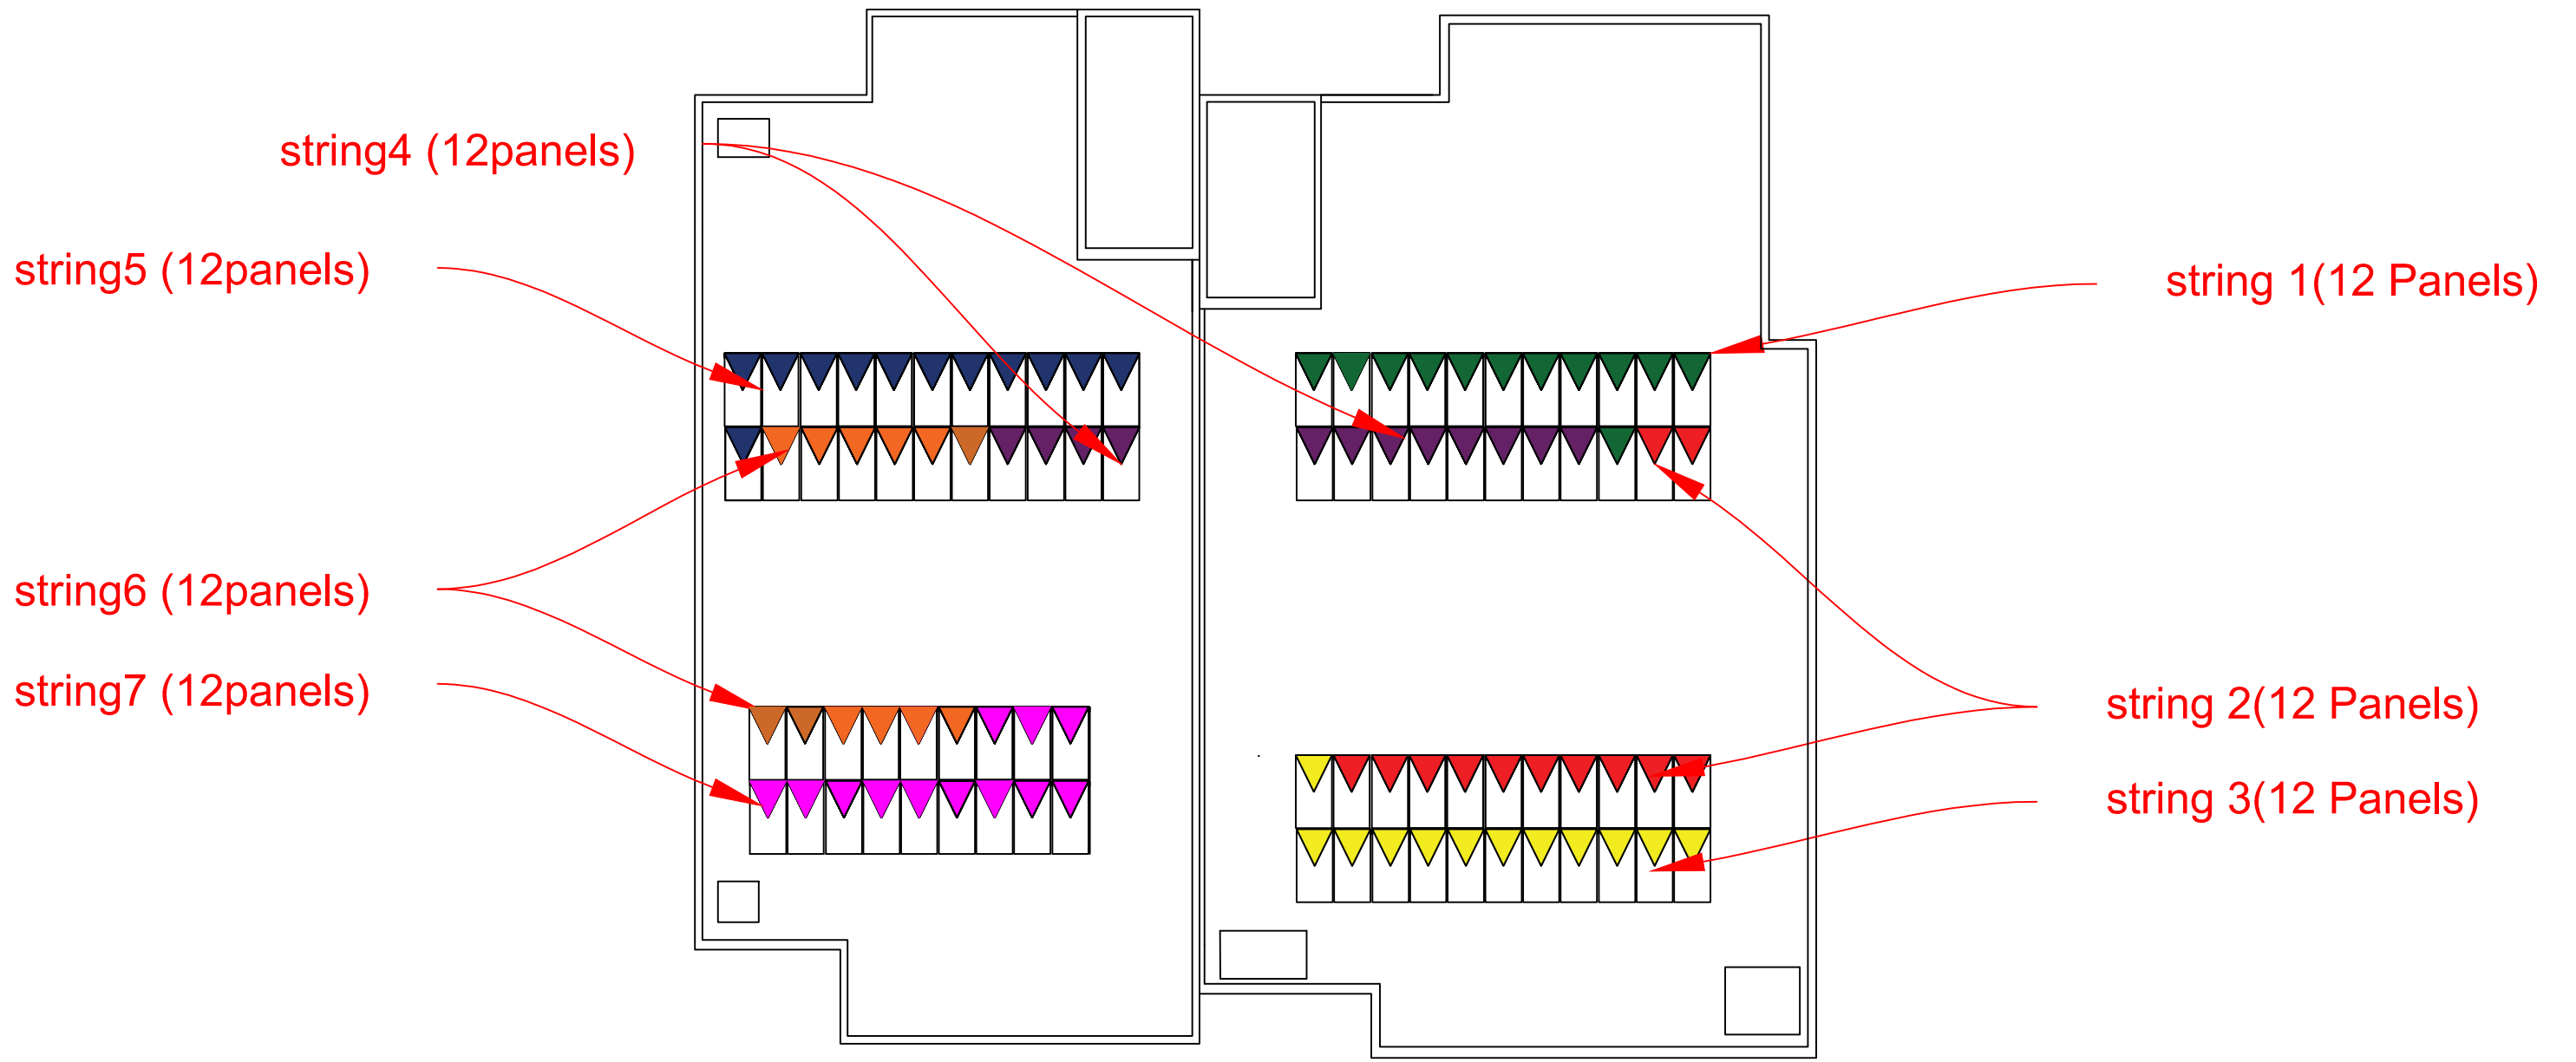 string4 (12panels)
string5 (12panels)
string 1(12 Panels)
string6 (12panels)
string7 (12panels)
string 2(12 Panels)
string 3(12 Panels)